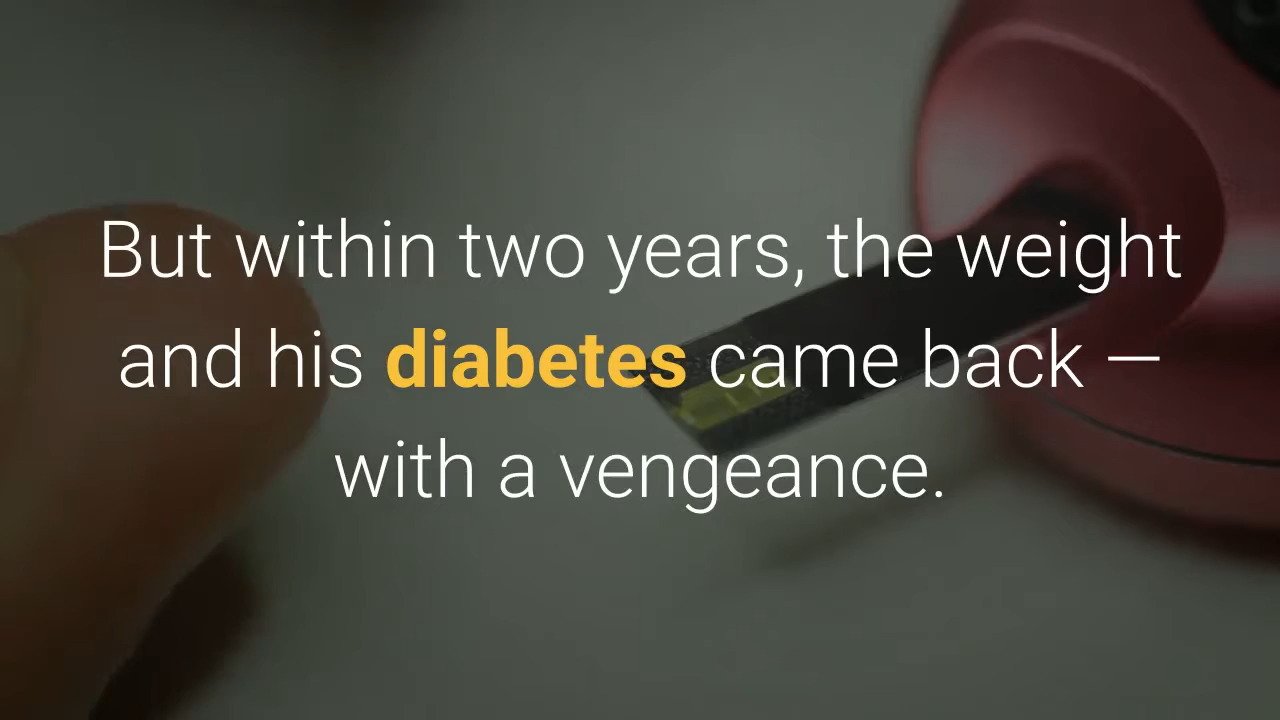 But within two years, the weight
and his diabetes came back —
with a vengeance.